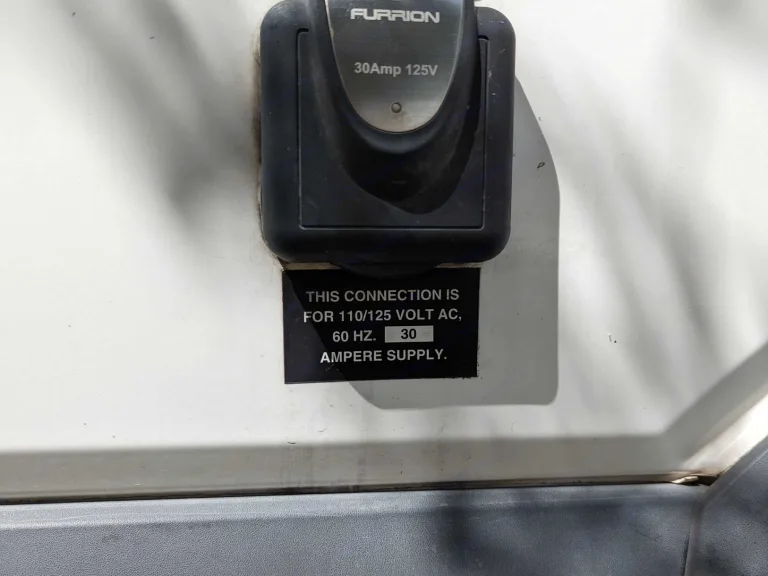 FURRION
30Amp 125V
THIS CONNECTION IS
FOR 110/125 VOLT AC,
60 HZ. 30
AMPERE SUPPLY.